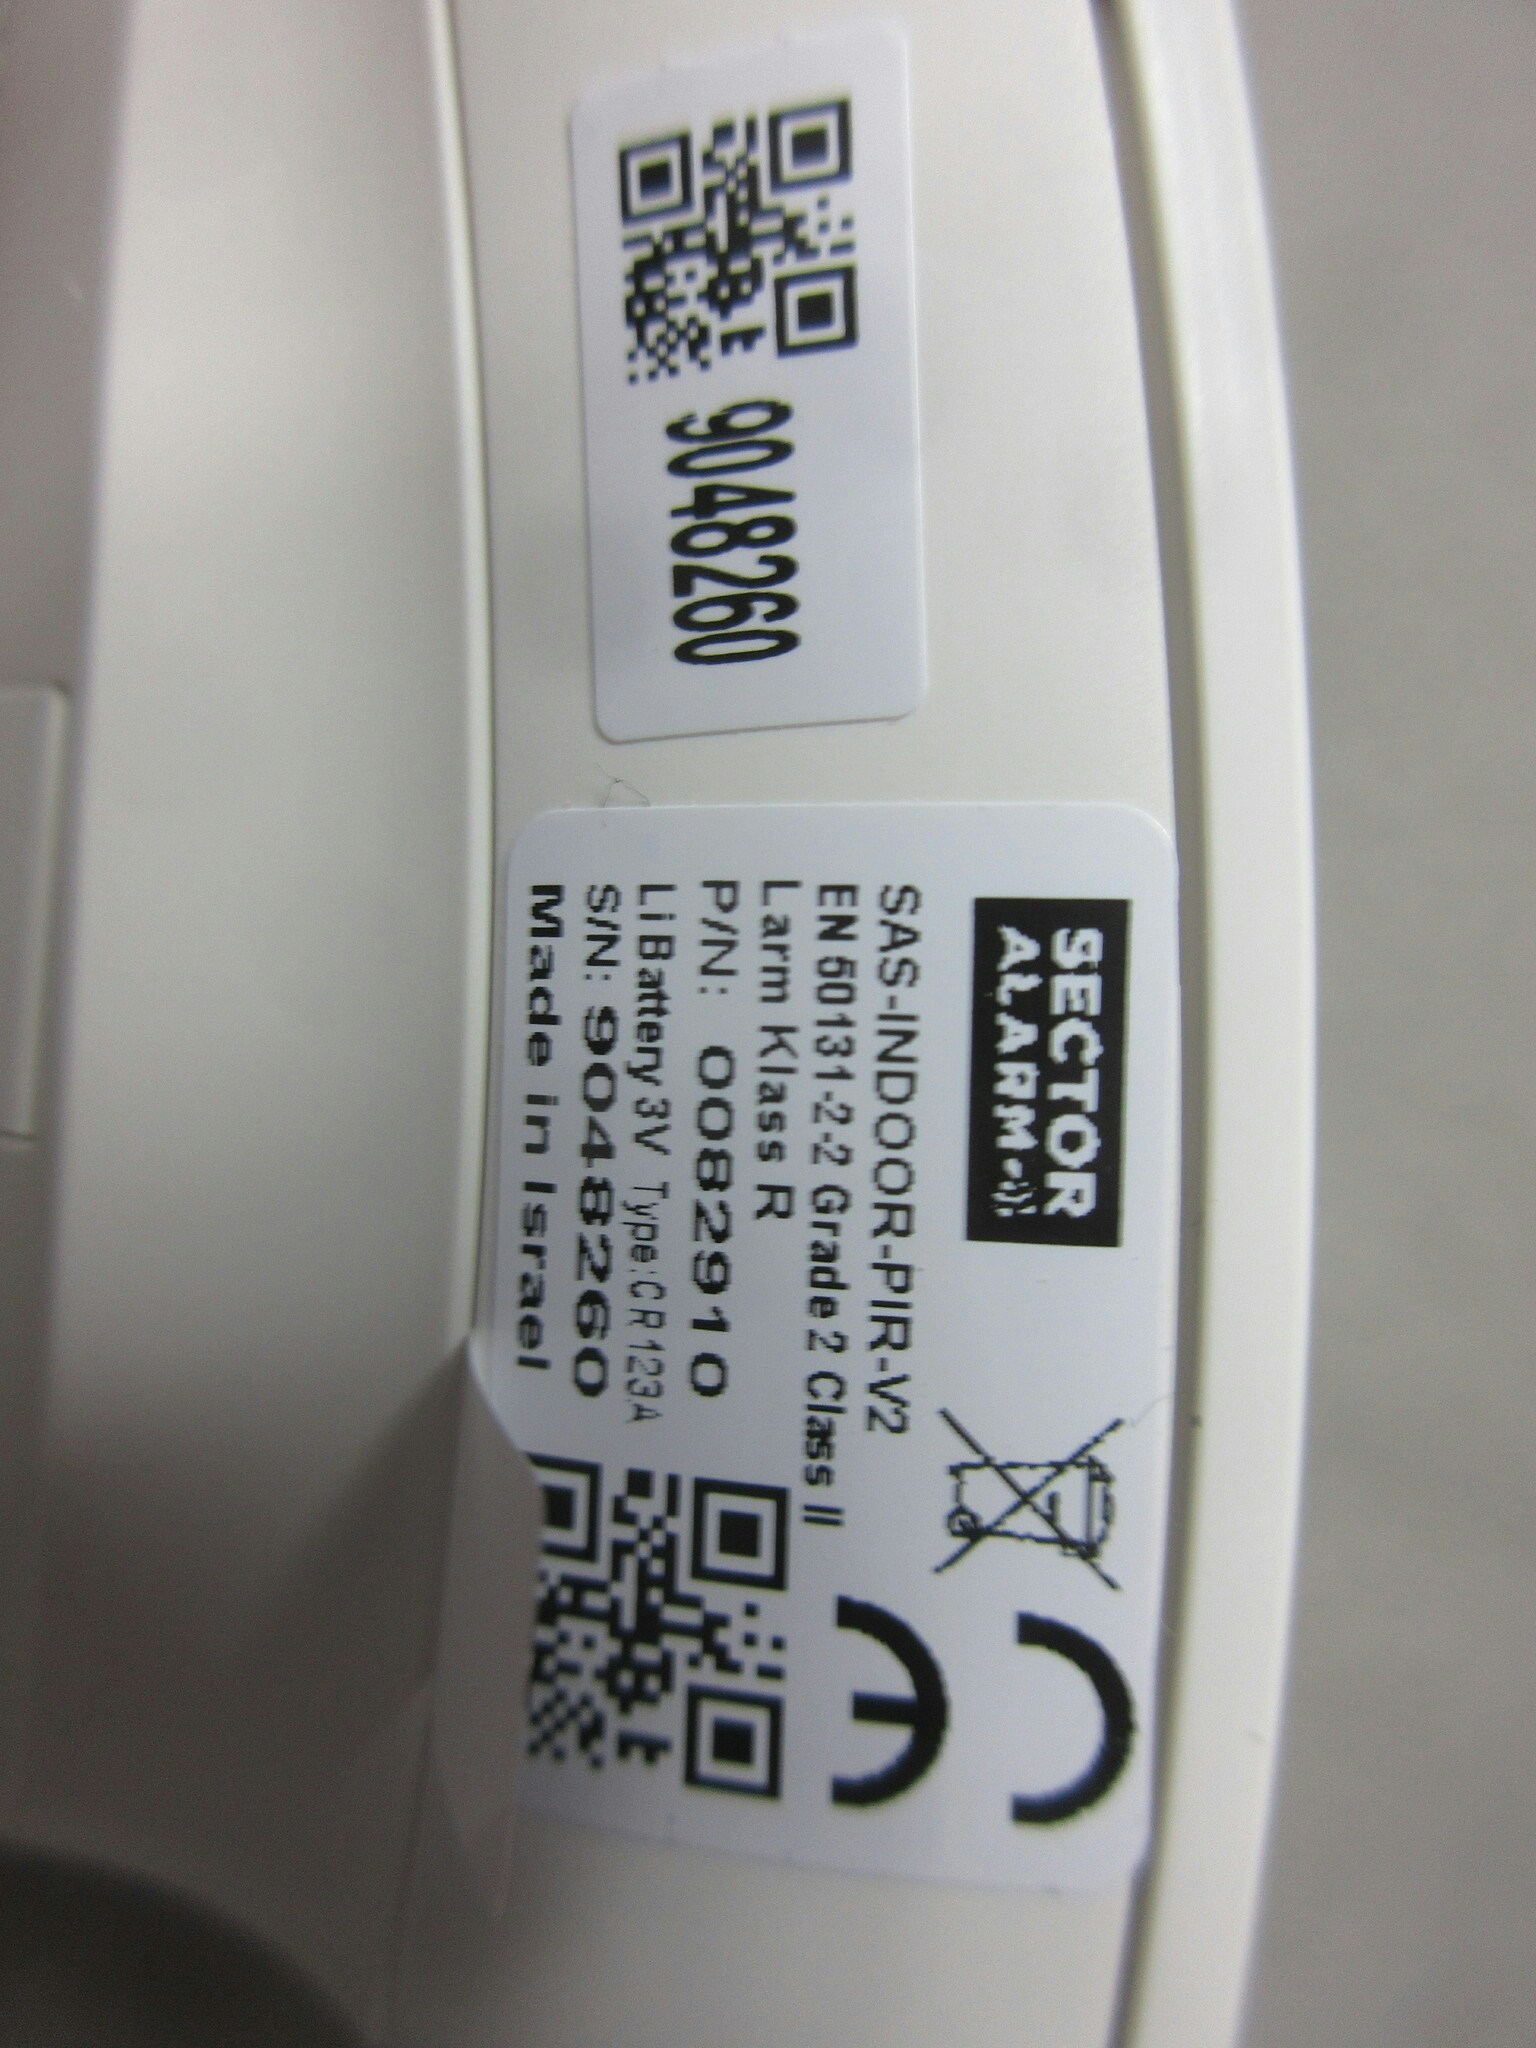 9048260
SECTOR
ALARM
SAS-INDOOR-PIR-V2
EN 50131-2-2 Grade 2 Class II
Larm Klass R
P/N: 0082910
Li Battery 3V Type:CR123A
S/N: 9048260
Made in Israel
CE